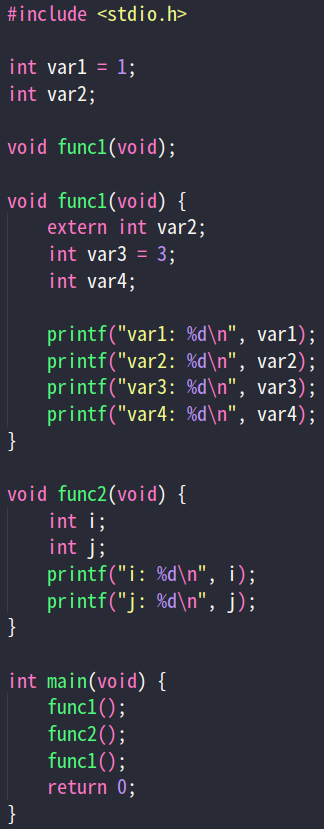 #include <stdio.h>

int var1 = 1;
int var2;

void func1(void);

void func1(void) {
    extern int var2;
    int var3 = 3;
    int var4;

    printf("var1: %d\n", var1);
    printf("var2: %d\n", var2);
    printf("var3: %d\n", var3);
    printf("var4: %d\n", var4);
}

void func2(void) {
    int i;
    int j;
    printf("i: %d\n", i);
    printf("j: %d\n", j);
}

int main(void) {
    func1();
    func2();
    func1();
    return 0;
}